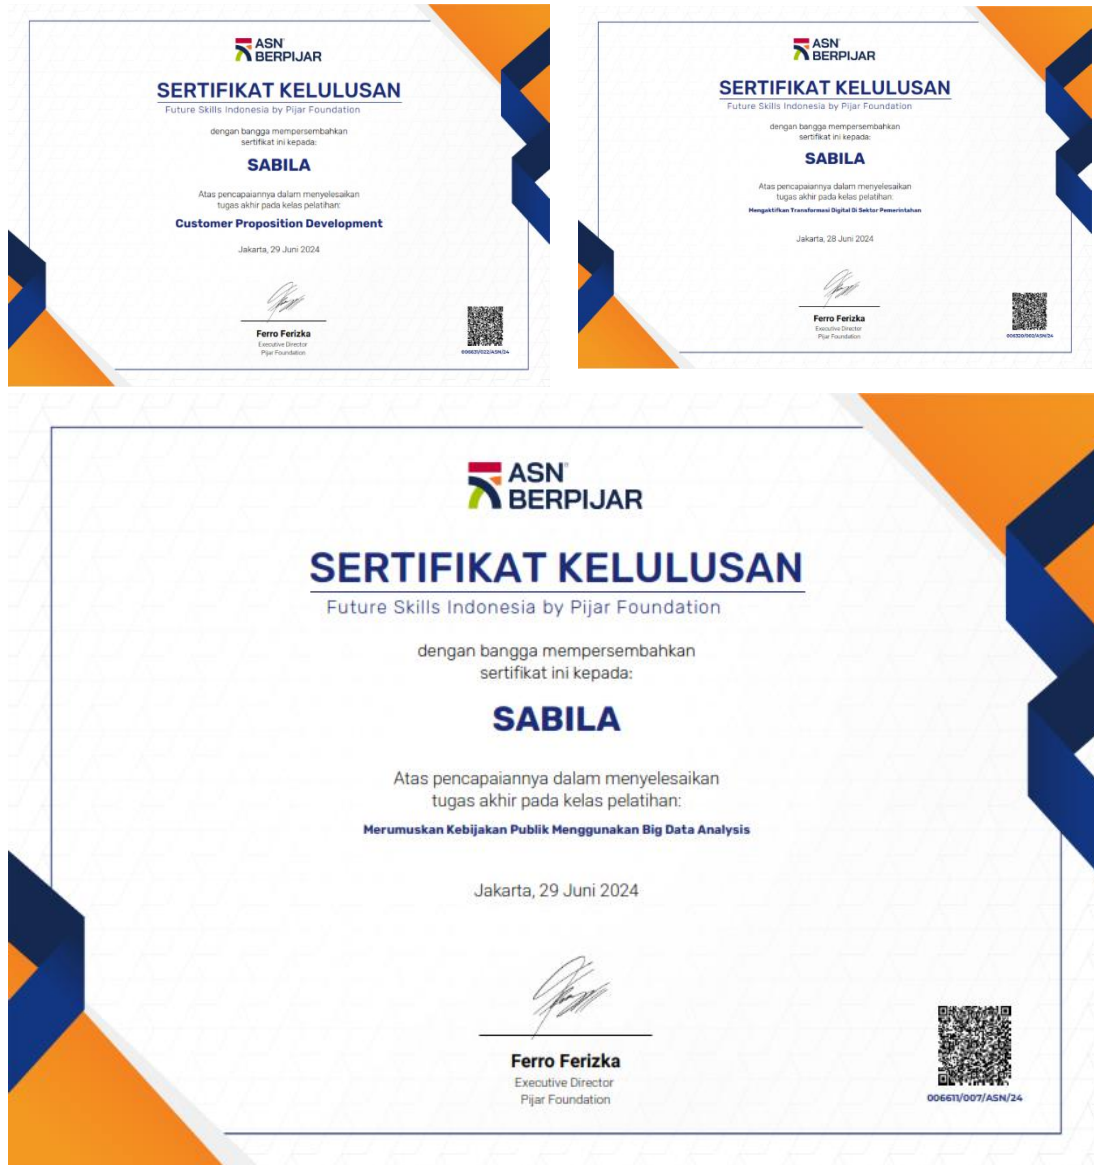 ASN
BERPIJAR
SERTIFIKAT KELULUSAN
Future Skills Indonesia by Pijar Foundation
dengan bangga mempersembahkan
sertifikat ini kepada:
SABILA
Atas pencapaiannya dalam menyelesaikan
tugas akhir pada kelas pelatihan:
Customer Proposition Development
Jakarta, 29 Juni 2024
Ferro Ferizka
Executive Director
Pijar Foundation
006631/022/ASN/24
ASN
BERPIJAR
SERTIFIKAT KELULUSAN
Future Skills Indonesia by Pijar Foundation
dengan bangga mempersembahkan
sertifikat ini kepada:
SABILA
Atas pencapaiannya dalam menyelesaikan
tugas akhir pada kelas pelatihan:
Mengaktifkan Transformasi Digital Di Sektor Pemerintahan
Jakarta, 28 Juni 2024
Ferro Ferizka
Executive Director
Pijar Foundation
ASN
BERPIJAR
SERTIFIKAT KELULUSAN
Future Skills Indonesia by Pijar Foundation
dengan bangga mempersembahkan
sertifikat ini kepada:
SABILA
Atas pencapaiannya dalam menyelesaikan
tugas akhir pada kelas pelatihan:
Merumuskan Kebijakan Publik Menggunakan Big Data Analysis
Jakarta, 29 Juni 2024
Ferro Ferizka
Executive Director
Pijar Foundation
006611/007/ASN/24